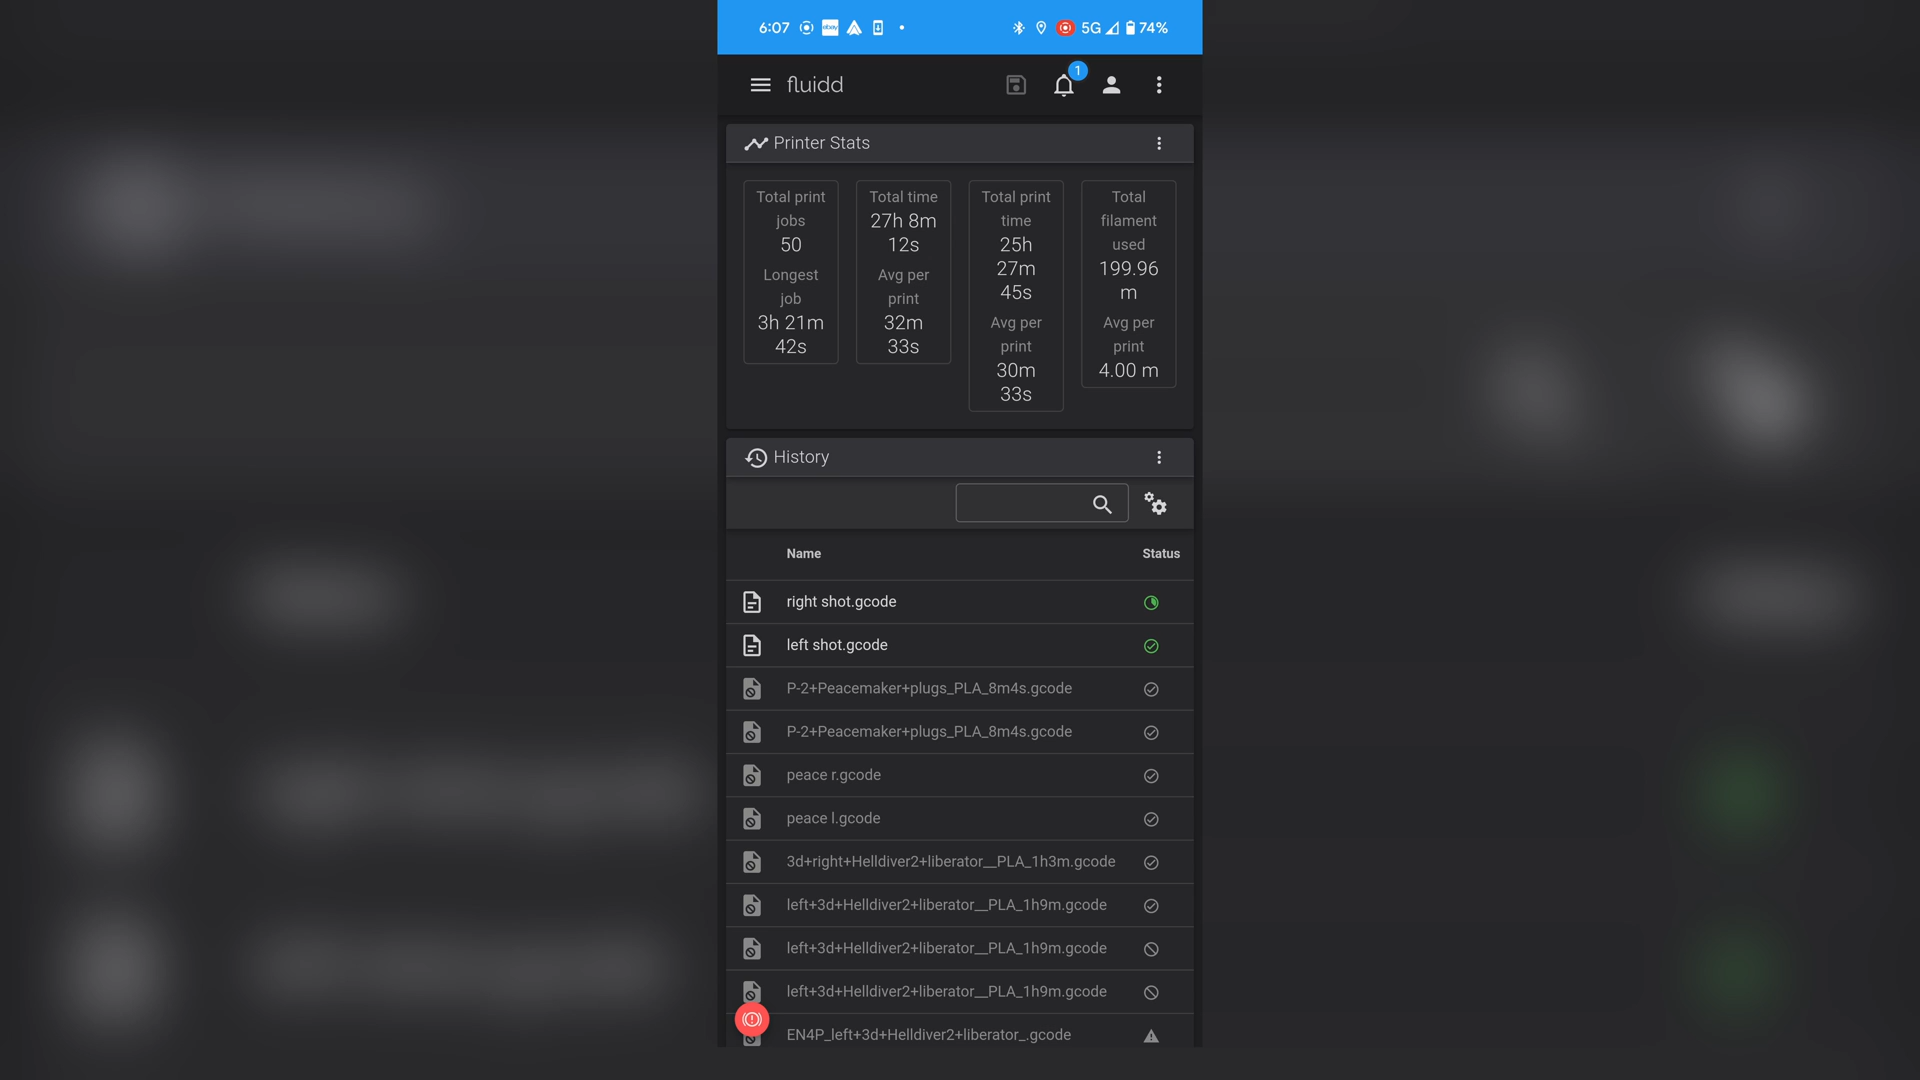 6:07 ebay 5G 74%
fluidd 1
Printer Stats
Total print
jobs
50
Longest
job
3h 21m
42s
Total time
27h 8m
12s
Avg per
print
32m
33s
Total print
time
25h
27m
45s
Avg per
print
30m
33s
Total
filament
used
199.96
m
Avg per
print
4.00 m
History
Name Status
right shot.gcode
left shot.gcode
P-2+Peacemaker+plugs_PLA_8m4s.gcode
P-2+Peacemaker+plugs_PLA_8m4s.gcode
peace r.gcode
peace l.gcode
3d+right+Helldiver2+liberator__PLA_1h3m.gcode
left+3d+Helldiver2+liberator__PLA_1h9m.gcode
left+3d+Helldiver2+liberator__PLA_1h9m.gcode
left+3d+Helldiver2+liberator__PLA_1h9m.gcode
EN4P_left+3d+Helldiver2+liberator_.gcode